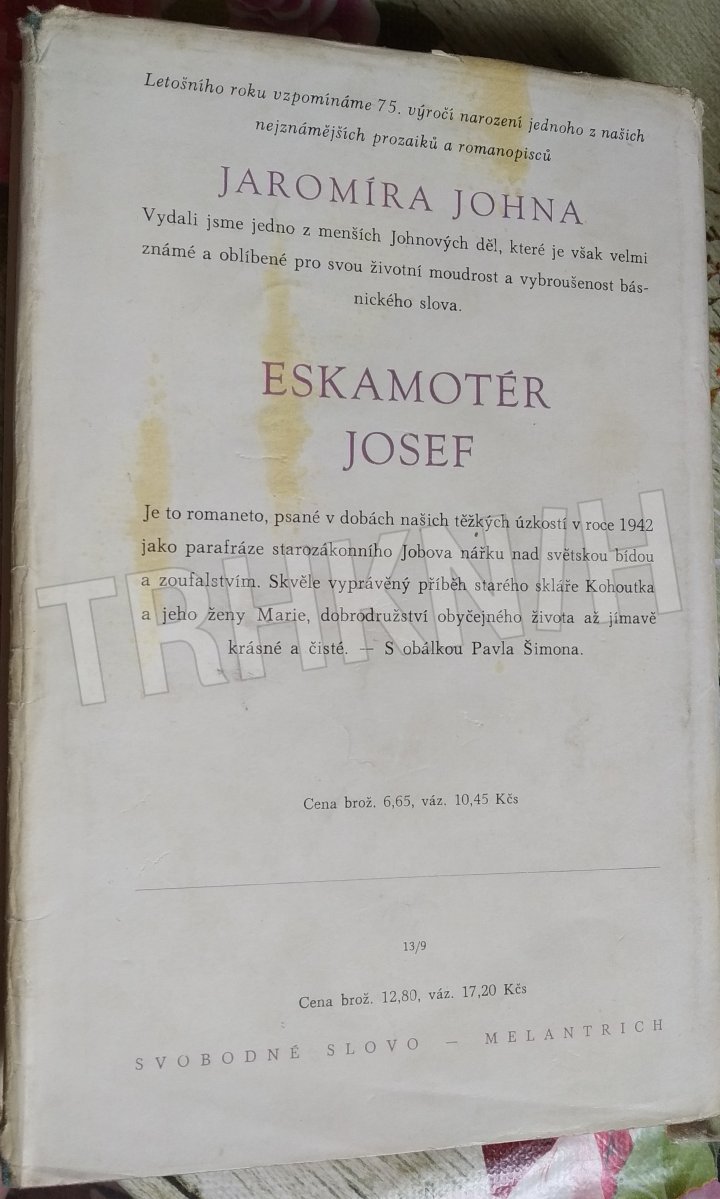 Letošního roku vzpomínáme 75. výročí narození jednoho z našich
nejznámějších prozaiků a romanopisců
JAROMÍRA JOHNA
Vydali jsme jedno z menších Johnových děl, které je však velmi
známé a oblíbené pro svou životní moudrost a vybroušenost bás-
nického slova.
ESKAMOTÉR
JOSEF
Je to romaneto, psané v dobách našich těžkých úzkostí v roce 1942
jako parafráze starozákonního Jobova nářku nad světskou bídou
a zoufalstvím. Skvěle vyprávěný příběh starého skláře Kohoutka
a jeho ženy Marie, dobrodružství obyčejného života až jímavě
krásné a čisté. — S obálkou Pavla Šimona.
TRHKNIH
Cena brož. 6,65, váz. 10,45 Kčs
13/9
Cena brož. 12,80, váz. 17,20 Kčs
SVOBODNÉ SLOVO — MELANTRICH